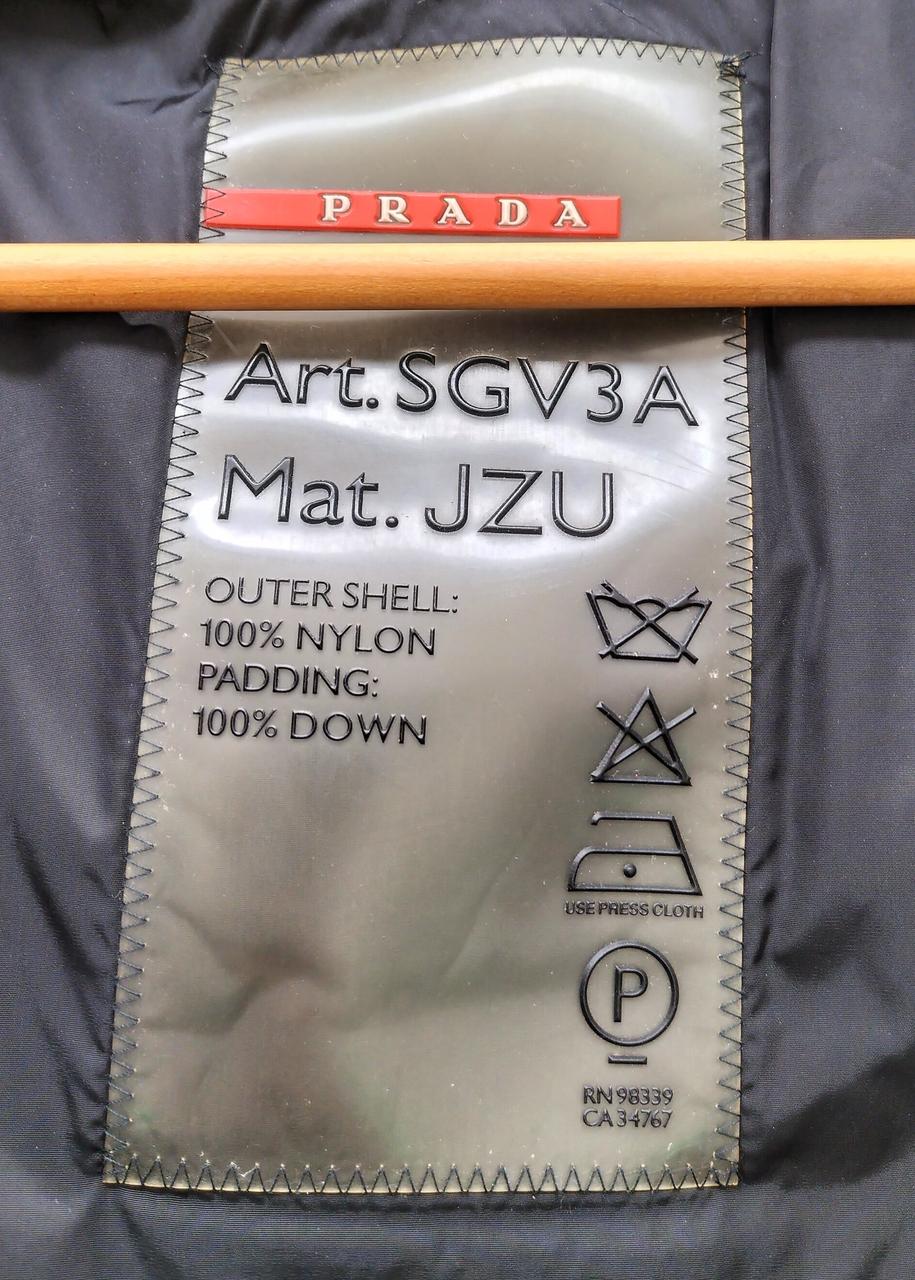 PRADA
Art. SGV3A
Mat. JZU
OUTER SHELL:
100% NYLON
PADDING:
100% DOWN
USE PRESS CLOTH
P
RN 98339
CA 34767